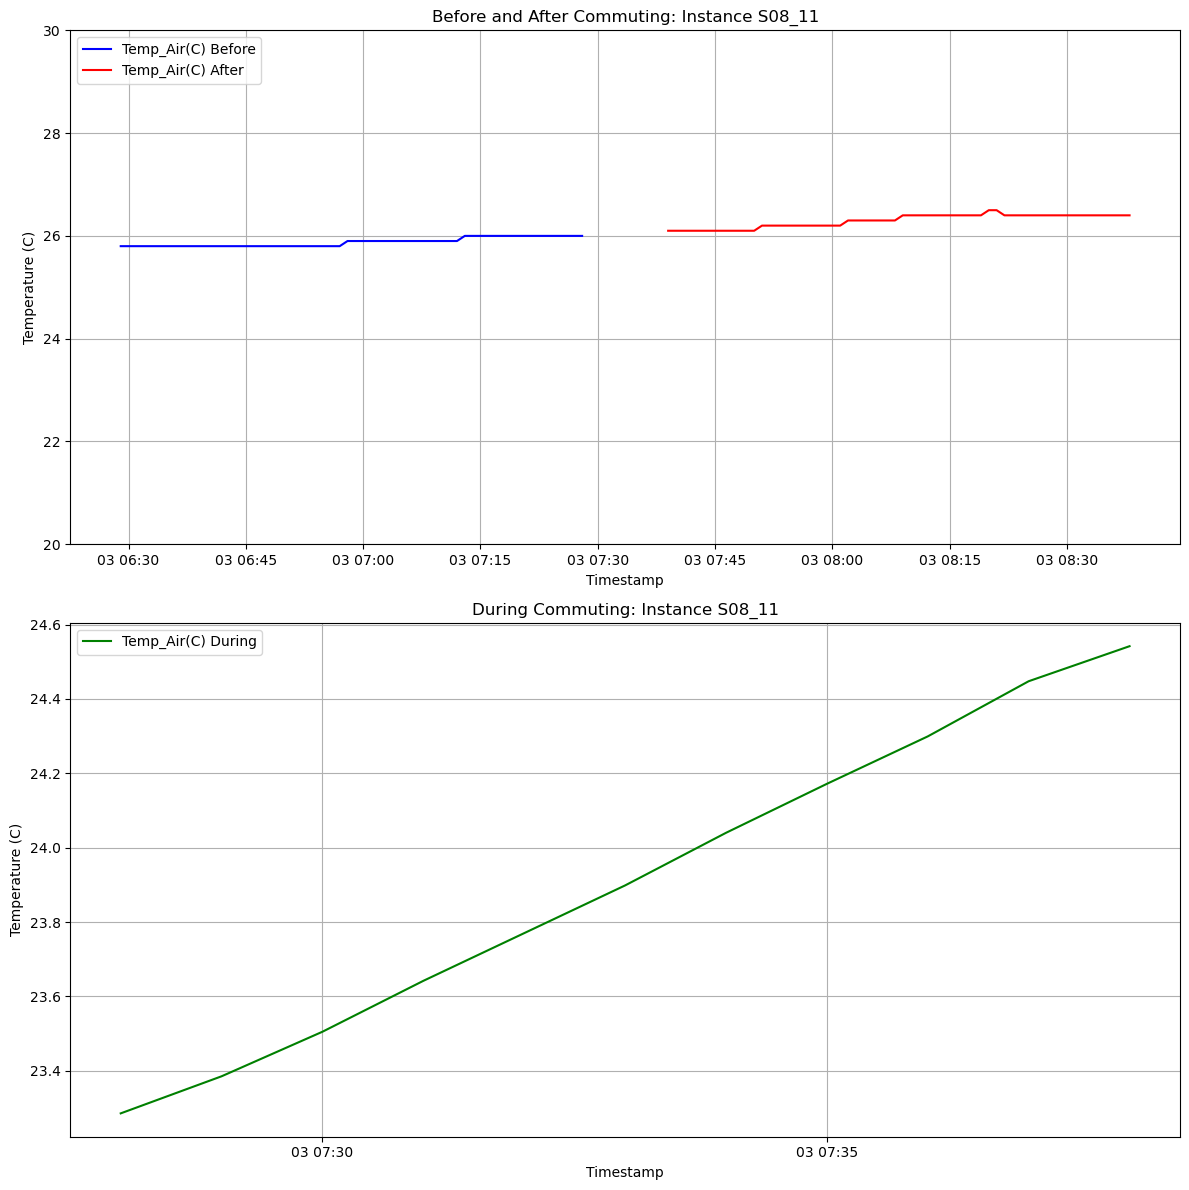 Before and After Commuting: Instance S08_11
Temp_Air(C) Before
Temp_Air(C) After
Temperature (C)
30
28
26
24
22
20
03 06:30 03 06:45 03 07:00 03 07:15 03 07:30 03 07:45 03 08:00 03 08:15 03 08:30
Timestamp
During Commuting: Instance S08_11
Temp_Air(C) During
Temperature (C)
24.6
24.4
24.2
24.0
23.8
23.6
23.4
03 07:30 03 07:35
Timestamp